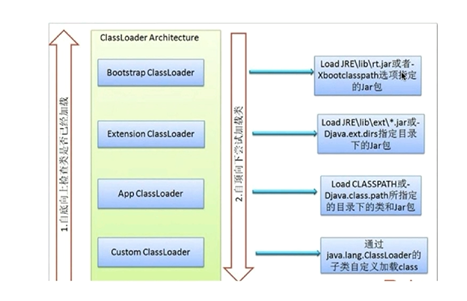 ClassLoader Architecture
Bootstrap ClassLoader
Extension ClassLoader
App ClassLoader
Custom ClassLoader
1.自底向上检查类是否已经加载
2.自顶向下尝试加载类
Load JRE\lib\rt.jar或者-
Xbootclasspath选项指定
的Jar包
Load JRE\lib\ext\*.jar或-
Djava.ext.dirs指定目录
下的Jar包
Load CLASSPATH或-
Djava.class.path所指定
的目录下的类和Jar包
通过
java.lang.ClassLoader的
子类自定义加载class